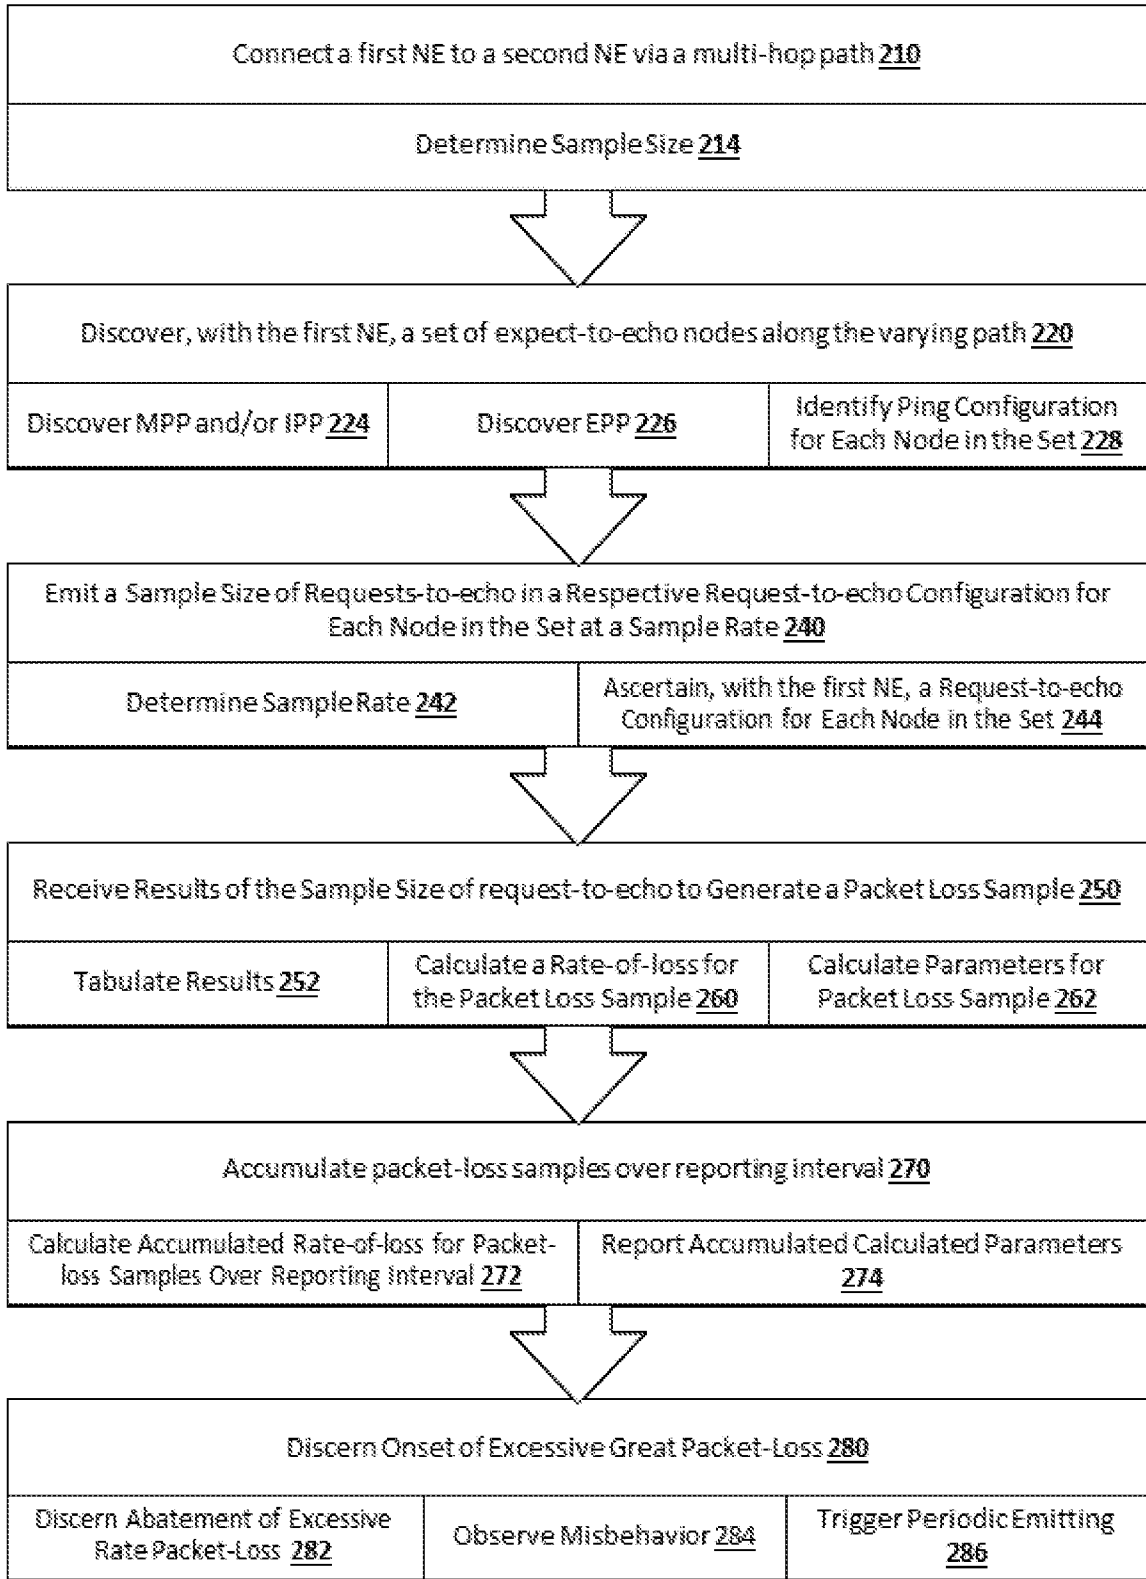 Connect a first NE to a second NE via a multi-hop path 210
Determine Sample Size 214
Discover, with the first NE, a set of expect-to-echo nodes along the varying path 220
Discover MPP and/or IPP 224
Discover EPP 226
Identify Ping Configuration
for Each Node in the Set 228
Emit a Sample Size of Requests-to-echo in a Respective Request-to-echo Configuration for
Each Node in the Set at a Sample Rate 240
Determine Sample Rate 242
Ascertain, with the first NE, a Request-to-echo
Configuration for Each Node in the Set 244
Receive Results of the Sample Size of request-to-echo to Generate a Packet Loss Sample 250
Tabulate Results 252
Calculate a Rate-of-loss for
the Packet Loss Sample 260
Calculate Parameters for
Packet Loss Sample 262
Accumulate packet-loss samples over reporting interval 270
Calculate Accumulated Rate-of-loss for Packet-
loss Samples Over Reporting Interval 272
Report Accumulated Calculated Parameters
274
Discern Onset of Excessive Great Packet-Loss 280
Discern Abatement of Excessive
Rate Packet-Loss 282
Observe Misbehavior 284
Trigger Periodic Emitting
286